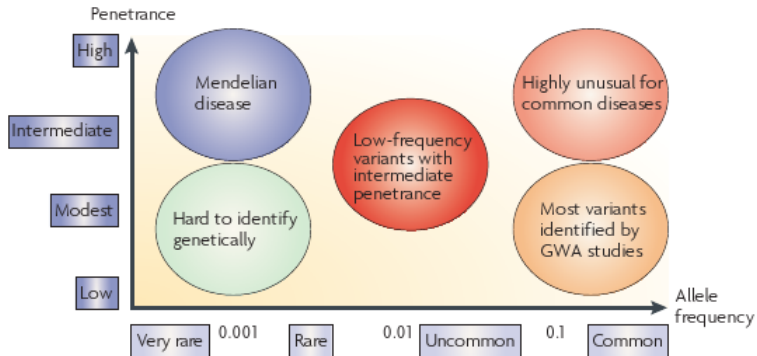 Penetrance
High
Intermediate
Modest
Low
Mendelian
disease
Highly unusual for
common diseases
Low-frequency
variants with
intermediate
penetrance
Hard to identify
genetically
Most variants
identified by
GWA studies
Allele
frequency
Very rare
0.001
Rare
0.01
Uncommon
0.1
Common